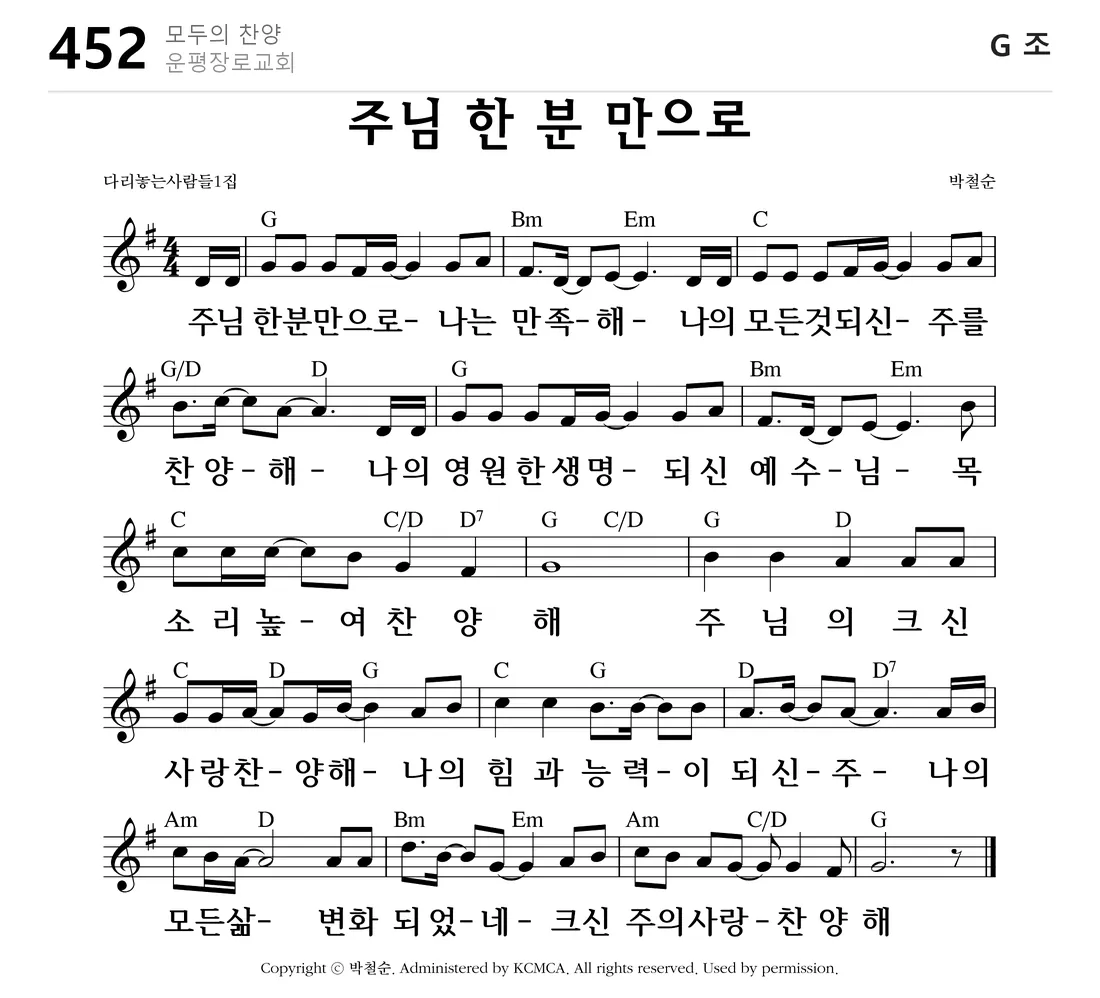 452
모두의 찬양
운평장로교회
G 조
주님 한 분 만으로
다리놓는사람들1집
박철순
G Bm Em C
주님 한분만으로- 나는 만족-해- 나의 모든것되신- 주를
G/D D G Bm Em
찬양-해- 나의 영원한생명- 되신 예수-님- 목
C C/D D7 G C/D G D
소리높-여찬양해 주님의크신
C D G C G D D7
사랑찬-양해- 나의 힘과능력-이되신-주- 나의
Am D Bm Em Am C/D G
모든삶- 변화 되었-네- 크신 주의사랑-찬양해
Copyright ⓒ 박철순. Administered by KCMCA. All rights reserved. Used by permission.